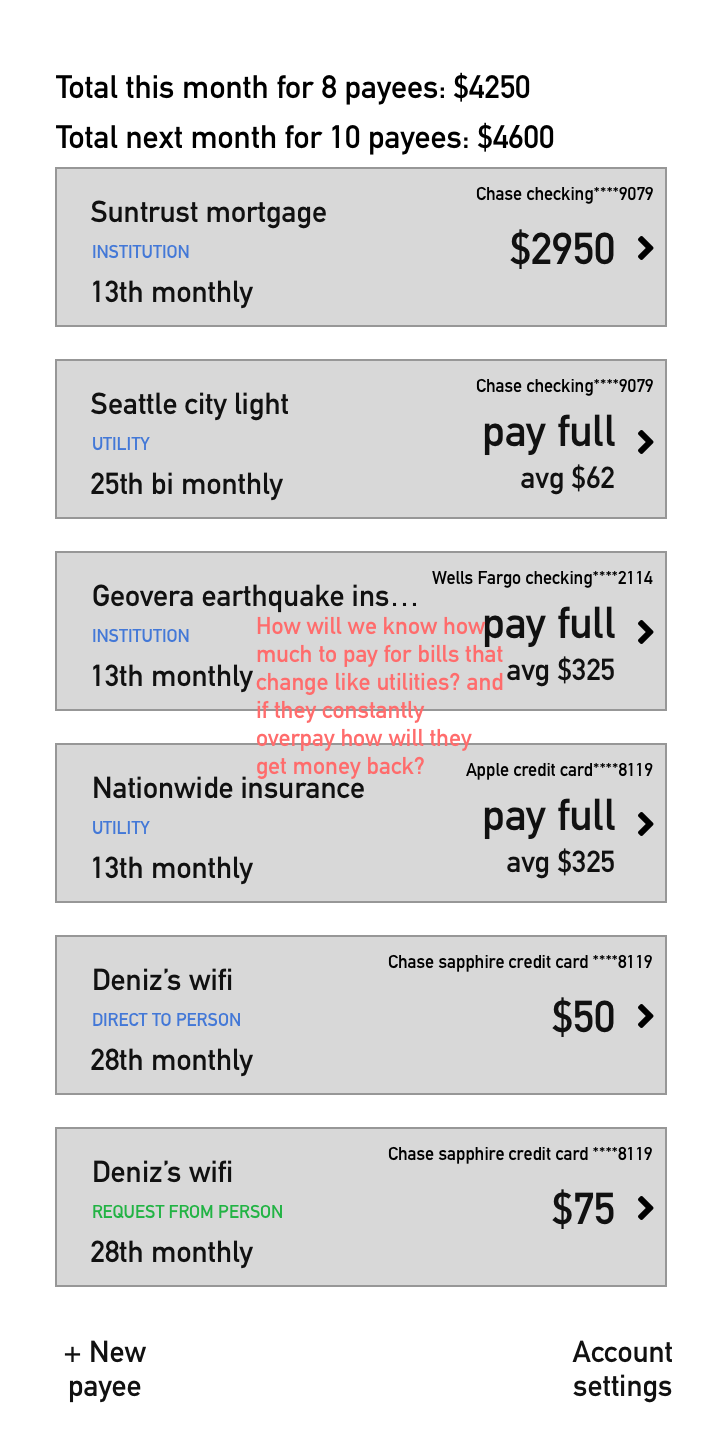 Total this month for 8 payees: $4250
Total next month for 10 payees: $4600
Chase checking****9079
Suntrust mortgage
$2950
INSTITUTION
13th monthly
Chase checking****9079
Seattle city light
pay full
UTILITY
avg $62
25th bi monthly
Wells Fargo checking****2114
Geovera earthquake ins...
pay full
INSTITUTION
avg $325
13th monthly
How will we know how
much to pay for bills that
change like utilities? and
if they constantly
overpay how will they
get money back?
Apple credit card****8119
Nationwide insurance
pay full
UTILITY
avg $325
13th monthly
Chase sapphire credit card ****8119
Deniz’s wifi
$50
DIRECT TO PERSON
28th monthly
Chase sapphire credit card ****8119
Deniz’s wifi
$75
REQUEST FROM PERSON
28th monthly
+ New
payee
Account
settings